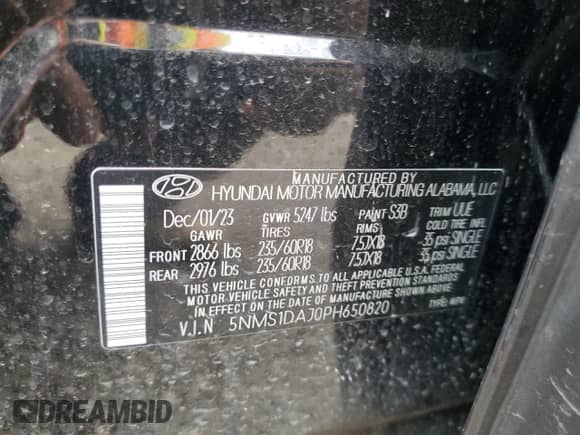 MANUFACTURED BY
HYUNDAI MOTOR MANUFACTURING ALABAMA, LLC
Dec/01/23 GVWR 5247 lbs PAINT S3B TRIM UUE
GAWR TIRES RIMS COLD TIRE INFL.
FRONT 2866 lbs 235/60R18 7.5JX18 35 psi SINGLE
REAR 2976 lbs 235/60R18 7.5JX18 35 psi SINGLE
THIS VEHICLE CONFORMS TO ALL APPLICABLE U.S.A. FEDERAL
MOTOR VEHICLE SAFETY AND THEFT PREVENTION STANDARDS
IN EFFECT ON THE DATE OF MANUFACTURE SHOWN ABOVE.
V.I.N 5NMS1DAJ0PH650820 TYPE: MPV
DREAMBID